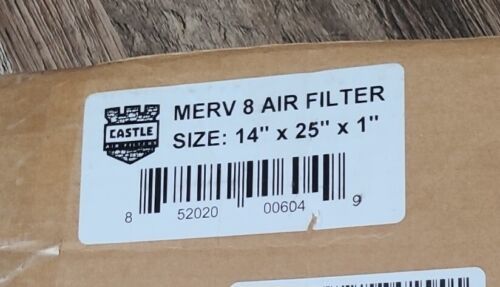 CASTLE
AIR FILTERS
MERV 8 AIR FILTER
SIZE: 14" x 25" x 1"
8 52020 00604 9